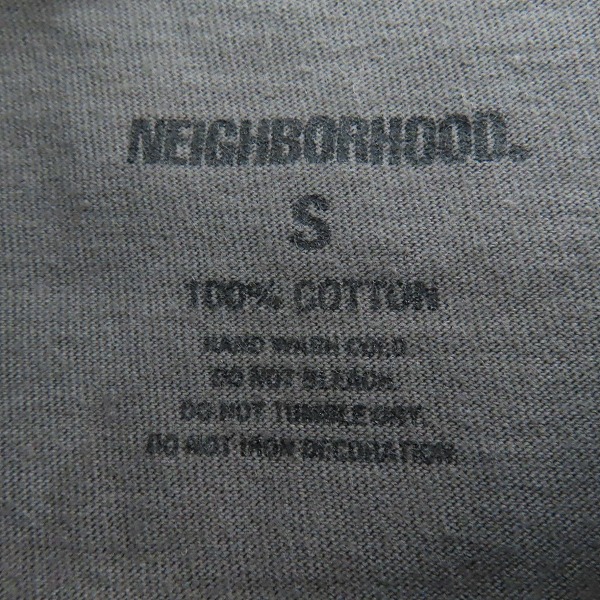 NEIGHBORHOOD.
S
100% COTTON
HAND WASH COLD.
DO NOT BLEACH.
DO NOT TUMBLE DRY.
DO NOT IRON DECORATION.